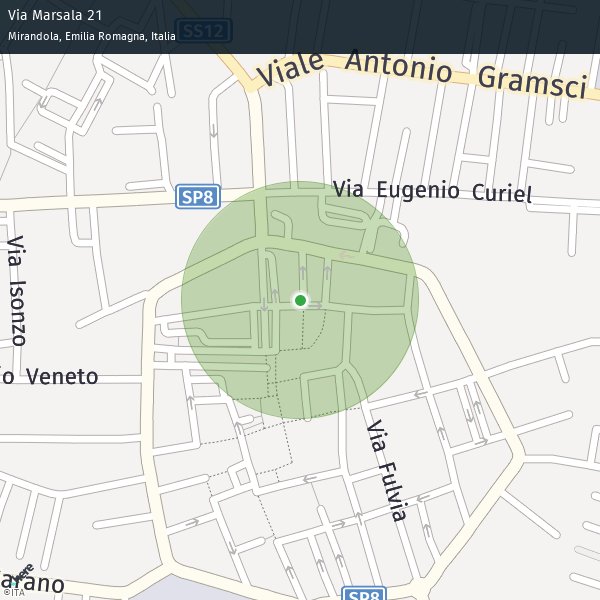 Via Marsala 21
Mirandola, Emilia Romagna, Italia
SS12
Viale Antonio Gramsci
SP8
Via Eugenio Curiel
Via Isonzo
Veneto
Via Fulvia
SP8
here
©ITA